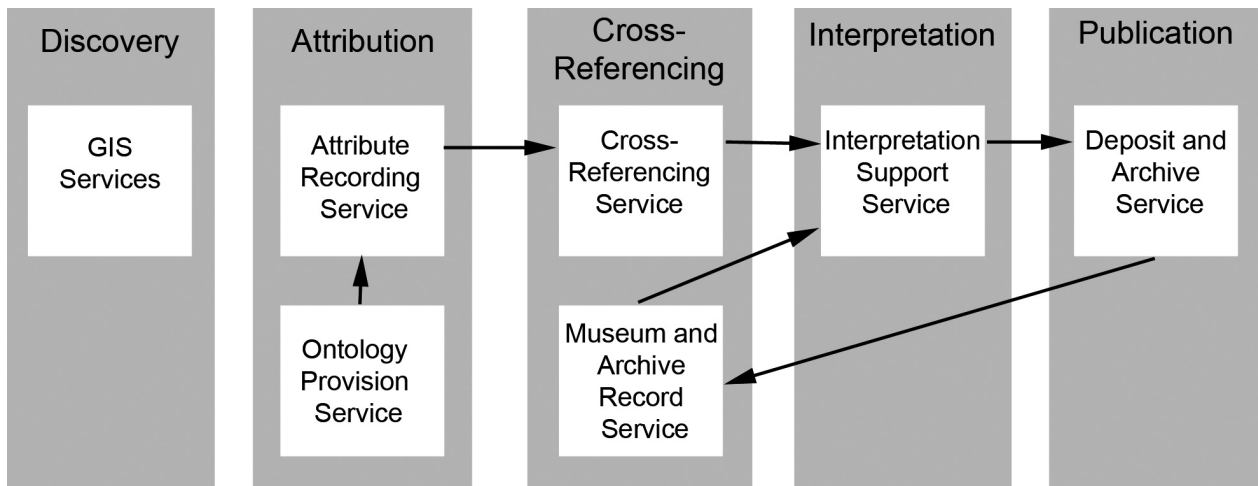 Discovery
GIS
Services
Attribution
Attribute
Recording
Service
Ontology
Provision
Service
Cross-
Referencing
Cross-
Referencing
Service
Museum and
Archive
Record
Service
Interpretation
Interpretation
Support
Service
Publication
Deposit and
Archive
Service